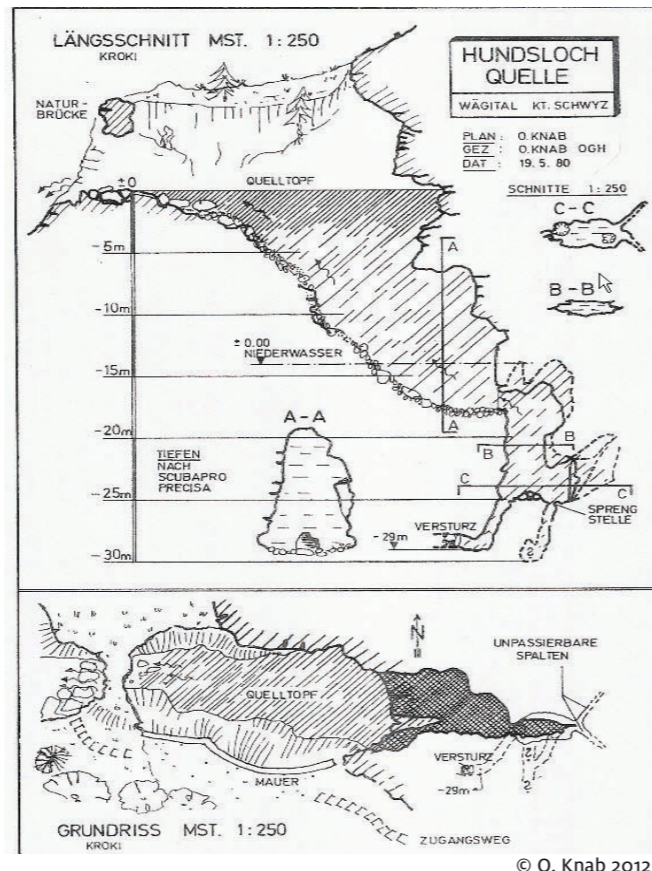 LÄNGSSCHNITT MST. 1:250
KROKI
HUNDSLOCH
QUELLE
WÄGITAL KT. SCHWYZ
PLAN : O.KNAB
GEZ : O.KNAB OGH
DAT : 19. 5. 80
NATUR-
BRÜCKE
QUELLTOPF
±0
-5m
-10m
-15m
-20m
-25m
-30m
SCHNITTE 1:250
C-C
B-B
± 0.00
NIEDERWASSER
A
A
A-A
TIEFEN
NACH
SCUBAPRO
PRECISA
B
B
C
C
VERSTURZ
-29m
SPRENG
STELLE
?
N
UNPASSIERBARE
SPALTEN
QUELLTOPF
MAUER
VERSTURZ
-29m
?
?
ZUGANGSWEG
GRUNDRISS MST. 1:250
KROKI
© O. Knab 2012